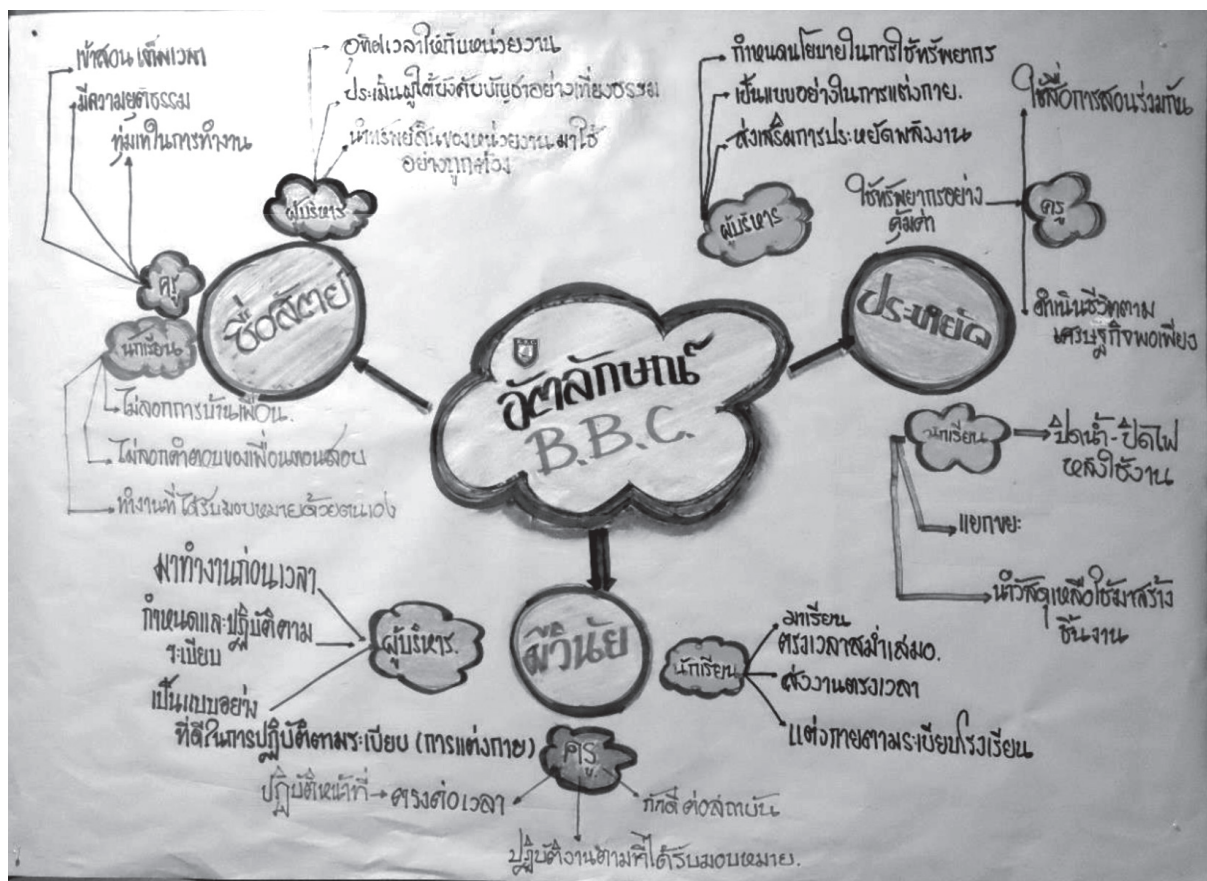 อัตลักษณ์
B.B.C.
ซื่อสัตย์
ผู้บริหาร
อุทิศเวลาให้กับหน่วยงาน
ประเมินผู้ใต้บังคับบัญชาอย่างเที่ยงธรรม
นำทรัพย์สินของหน่วยงานมาใช้
อย่างถูกต้อง
ครู
เข้าสอนเต็มเวลา
มีความยุติธรรม
ทุ่มเทในการทำงาน
นักเรียน
ไม่ลอกการบ้านเพื่อน.
ไม่ลอกคำตอบของเพื่อนตอนสอบ
ทำงานที่ได้รับมอบหมายด้วยตนเอง
ประหยัด
ผู้บริหาร
กำหนดนโยบายในการใช้ทรัพยากร
เป็นแบบอย่างในการแต่งกาย.
ส่งเสริมการประหยัดพลังงาน
ครู
ใช้สื่อการสอนร่วมกัน
ใช้ทรัพยากรอย่าง
คุ้มค่า
ดำเนินชีวิตตาม
เศรษฐกิจพอเพียง
นักเรียน
ปิดน้ำ-ปิดไฟ
หลังใช้งาน
แยกขยะ
นำวัสดุเหลือใช้มาสร้าง
ชิ้นงาน
มีวินัย
ผู้บริหาร.
มาทำงานก่อนเวลา
กำหนดและปฏิบัติตาม
ระเบียบ
เป็นแบบอย่าง
ที่ดีในการปฏิบัติตามระเบียบ (การแต่งกาย)
ครู
ปฏิบัติหน้าที่→ตรงต่อเวลา
ปฏิบัติงานตามที่ได้รับมอบหมาย.
ภักดีต่อสถาบัน
นักเรียน
มาเรียน
ตรงเวลาสม่ำเสมอ.
ส่งงานตรงเวลา
แต่งกายตามระเบียบโรงเรียน